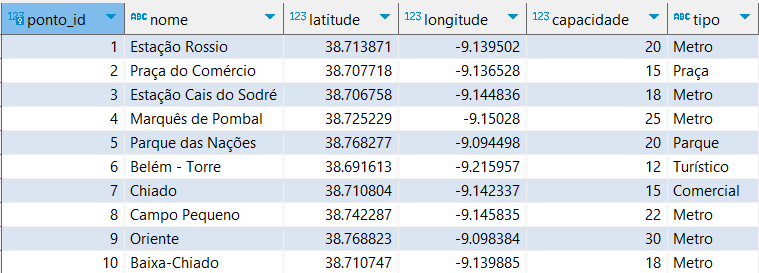 123 ponto_id ABC nome 123 latitude 123 longitude 123 capacidade ABC tipo
1 Estação Rossio 38.713871 -9.139502 20 Metro
2 Praça do Comércio 38.707718 -9.136528 15 Praça
3 Estação Cais do Sodré 38.706758 -9.144836 18 Metro
4 Marquês de Pombal 38.725229 -9.15028 25 Metro
5 Parque das Nações 38.768277 -9.094498 20 Parque
6 Belém - Torre 38.691613 -9.215957 12 Turístico
7 Chiado 38.710804 -9.142337 15 Comercial
8 Campo Pequeno 38.742287 -9.145835 22 Metro
9 Oriente 38.768823 -9.098384 30 Metro
10 Baixa-Chiado 38.710747 -9.139885 18 Metro